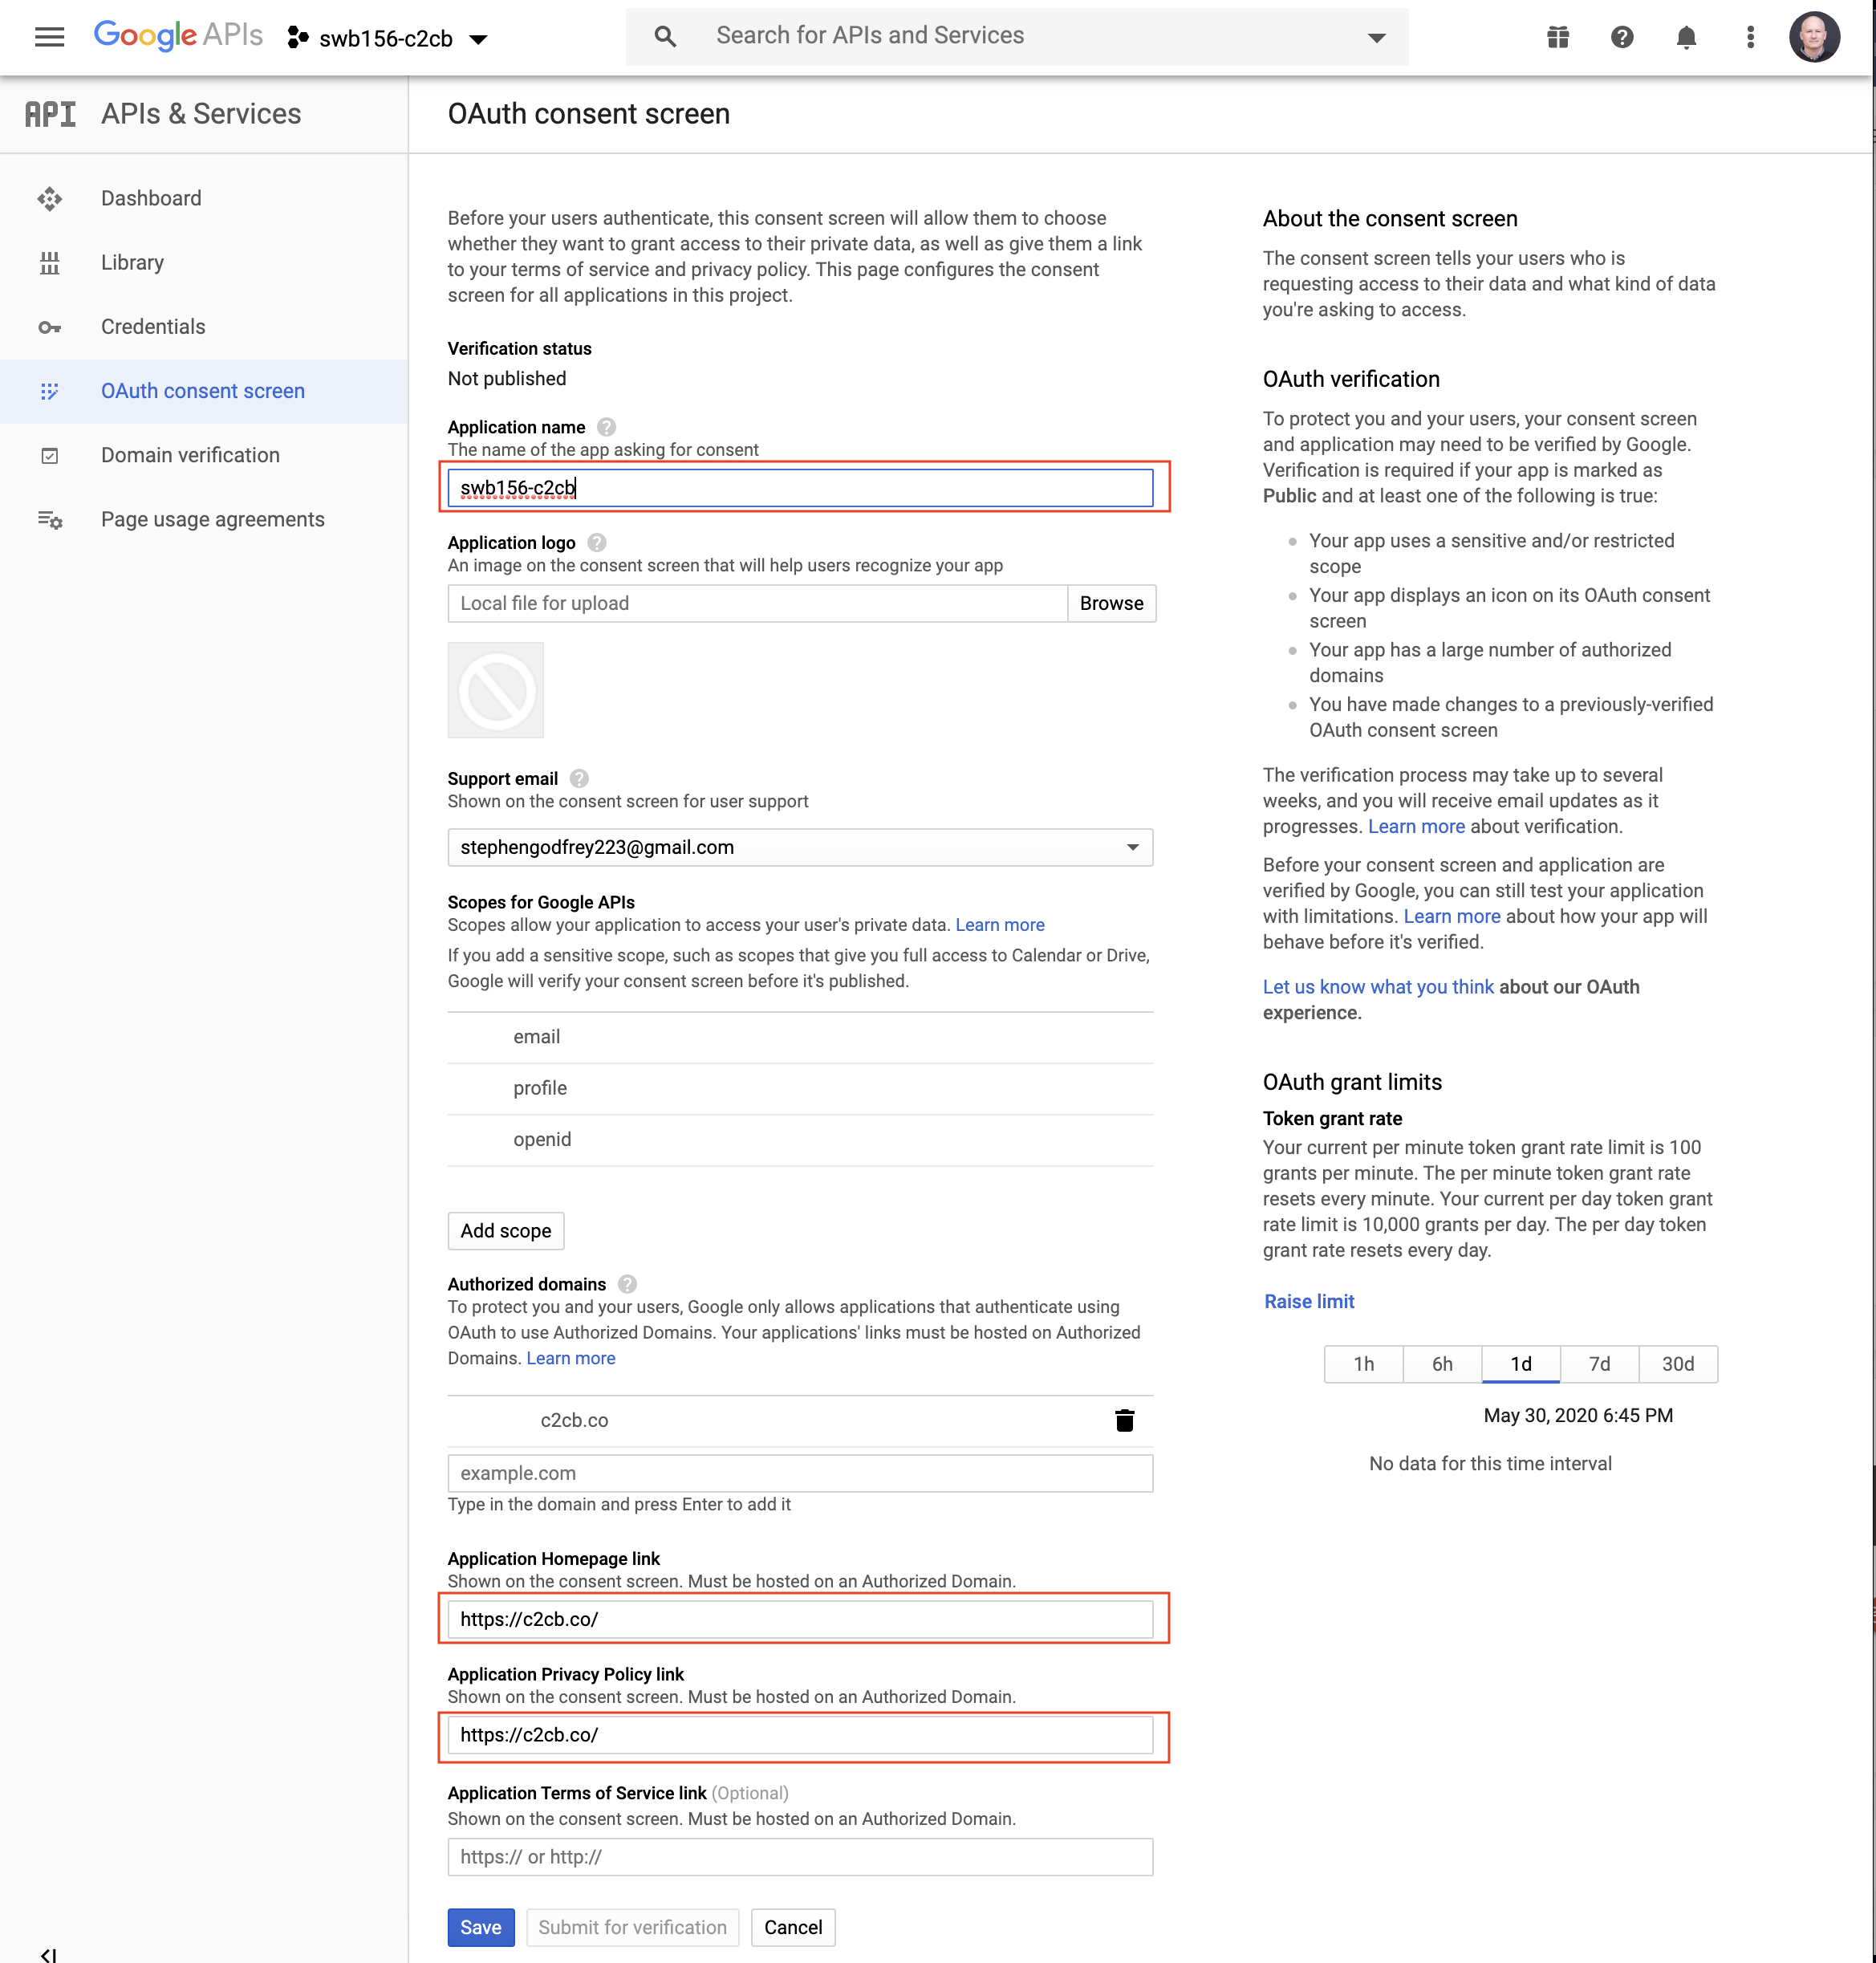 Google APIs
swb156-c2cb
Search for APIs and Services
API APIs & Services
OAuth consent screen
Dashboard
Library
Credentials
OAuth consent screen
Domain verification
Page usage agreements
Before your users authenticate, this consent screen will allow them to choose
whether they want to grant access to their private data, as well as give them a link
to your terms of service and privacy policy. This page configures the consent
screen for all applications in this project.
Verification status
Not published
Application name
The name of the app asking for consent
swb156-c2cb
Application logo
An image on the consent screen that will help users recognize your app
Local file for upload
Browse
Support email
Shown on the consent screen for user support
stephengodfrey223@gmail.com
Scopes for Google APIs
Scopes allow your application to access your user's private data. Learn more
If you add a sensitive scope, such as scopes that give you full access to Calendar or Drive,
Google will verify your consent screen before it's published.
email
profile
openid
Add scope
Authorized domains
To protect you and your users, Google only allows applications that authenticate using
OAuth to use Authorized Domains. Your applications' links must be hosted on Authorized
Domains. Learn more
c2cb.co
example.com
Type in the domain and press Enter to add it
Application Homepage link
Shown on the consent screen. Must be hosted on an Authorized Domain.
https://c2cb.co/
Application Privacy Policy link
Shown on the consent screen. Must be hosted on an Authorized Domain.
https://c2cb.co/
Application Terms of Service link (Optional)
Shown on the consent screen. Must be hosted on an Authorized Domain.
https:// or http://
Save
Submit for verification
Cancel
About the consent screen
The consent screen tells your users who is
requesting access to their data and what kind of data
you're asking to access.
OAuth verification
To protect you and your users, your consent screen
and application may need to be verified by Google.
Verification is required if your app is marked as
Public and at least one of the following is true:
Your app uses a sensitive and/or restricted
scope
Your app displays an icon on its OAuth consent
screen
Your app has a large number of authorized
domains
You have made changes to a previously-verified
OAuth consent screen
The verification process may take up to several
weeks, and you will receive email updates as it
progresses. Learn more about verification.
Before your consent screen and application are
verified by Google, you can still test your application
with limitations. Learn more about how your app will
behave before it's verified.
Let us know what you think about our OAuth
experience.
OAuth grant limits
Token grant rate
Your current per minute token grant rate limit is 100
grants per minute. The per minute token grant rate
resets every minute. Your current per day token grant
rate limit is 10,000 grants per day. The per day token
grant rate resets every day.
Raise limit
1h 6h 1d 7d 30d
May 30, 2020 6:45 PM
No data for this time interval